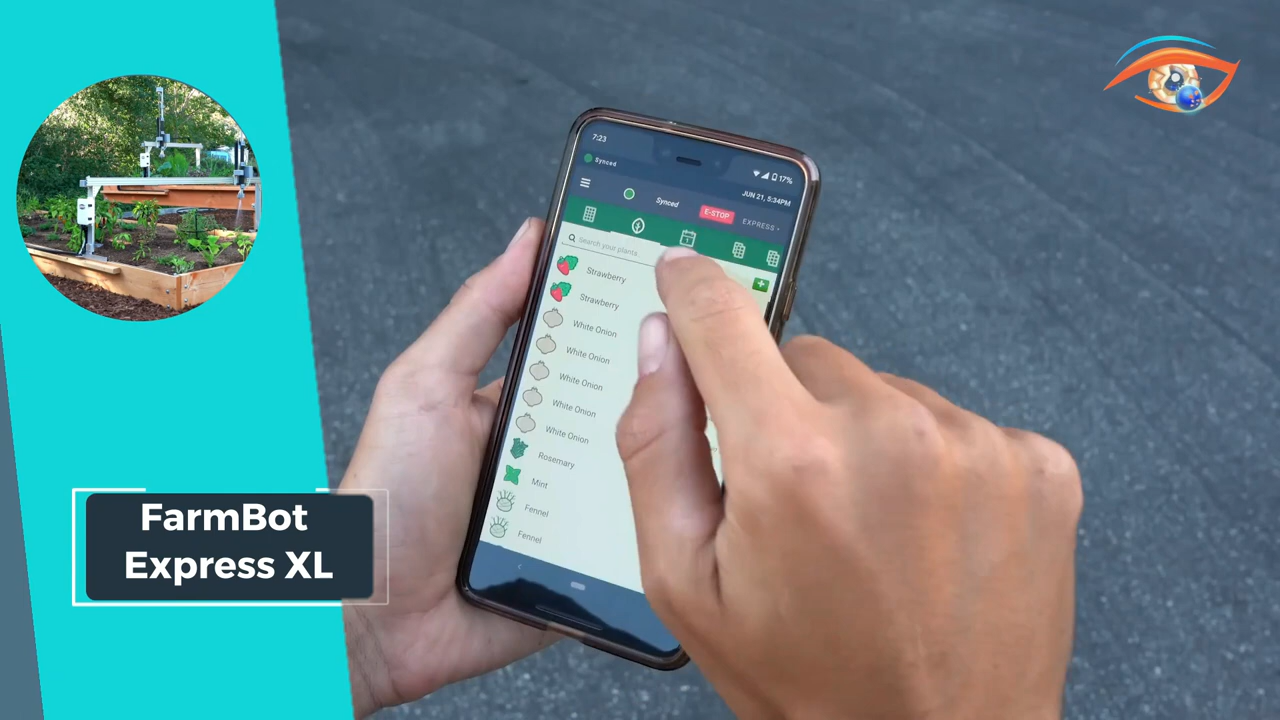 FarmBot
Express XL
7:23
17%
Synced
JUN 21, 5:34PM
Synced
E-STOP
EXPRESS
Search your plants
Strawberry
Strawberry
White Onion
White Onion
White Onion
White Onion
White Onion
Rosemary
Mint
Fennel
Fennel